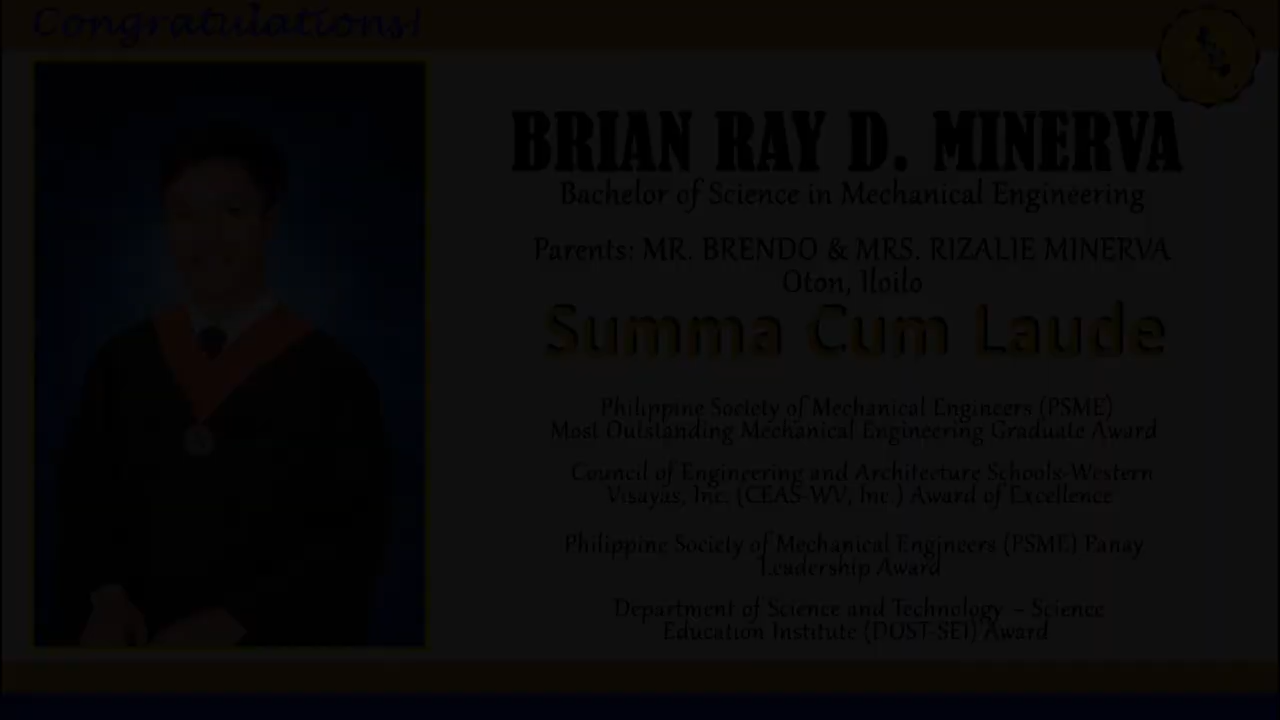 Congratulations!
BRIAN RAY D. MINERVA
Bachelor of Science in Mechanical Engineering
Parents: MR. BRENDO & MRS. RIZALIE MINERVA
Oton, Iloilo
Summa Cum Laude
Philippine Society of Mechanical Engineers (PSME)
Most Outstanding Mechanical Engineering Graduate Award
Council of Engineering and Architecture Schools-Western
Visayas, Inc. (CEAS-WV, Inc.) Award of Excellence
Philippine Society of Mechanical Engineers (PSME) Panay
Leadership Award
Department of Science and Technology – Science
Education Institute (DOST-SEI) Award